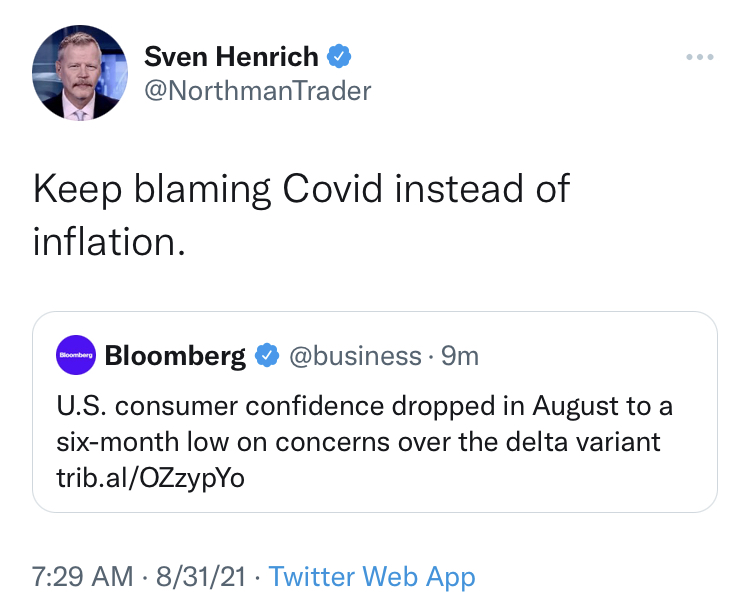 Sven Henrich
@NorthmanTrader
Keep blaming Covid instead of
inflation.
Bloomberg
Bloomberg @business · 9m
U.S. consumer confidence dropped in August to a
six-month low on concerns over the delta variant
trib.al/OZzypYo
7:29 AM · 8/31/21 · Twitter Web App